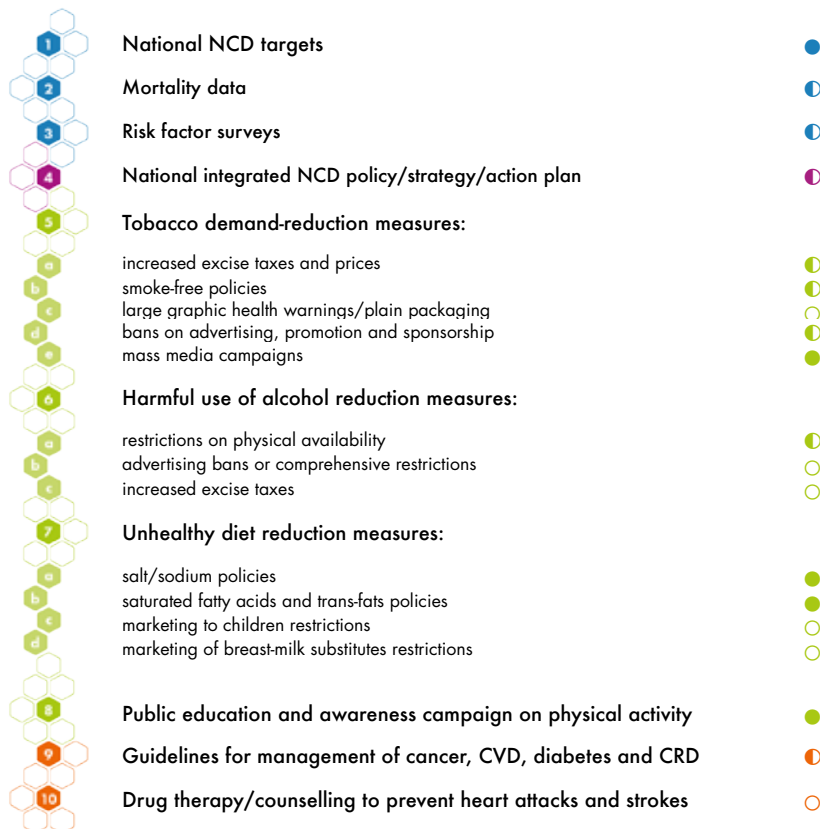 1 National NCD targets
2 Mortality data
3 Risk factor surveys
4 National integrated NCD policy/strategy/action plan
5 Tobacco demand-reduction measures:
a increased excise taxes and prices
b smoke-free policies
c large graphic health warnings/plain packaging
d bans on advertising, promotion and sponsorship
e mass media campaigns
6 Harmful use of alcohol reduction measures:
a restrictions on physical availability
b advertising bans or comprehensive restrictions
c increased excise taxes
7 Unhealthy diet reduction measures:
a salt/sodium policies
b saturated fatty acids and trans-fats policies
c marketing to children restrictions
d marketing of breast-milk substitutes restrictions
8 Public education and awareness campaign on physical activity
9 Guidelines for management of cancer, CVD, diabetes and CRD
10 Drug therapy/counselling to prevent heart attacks and strokes